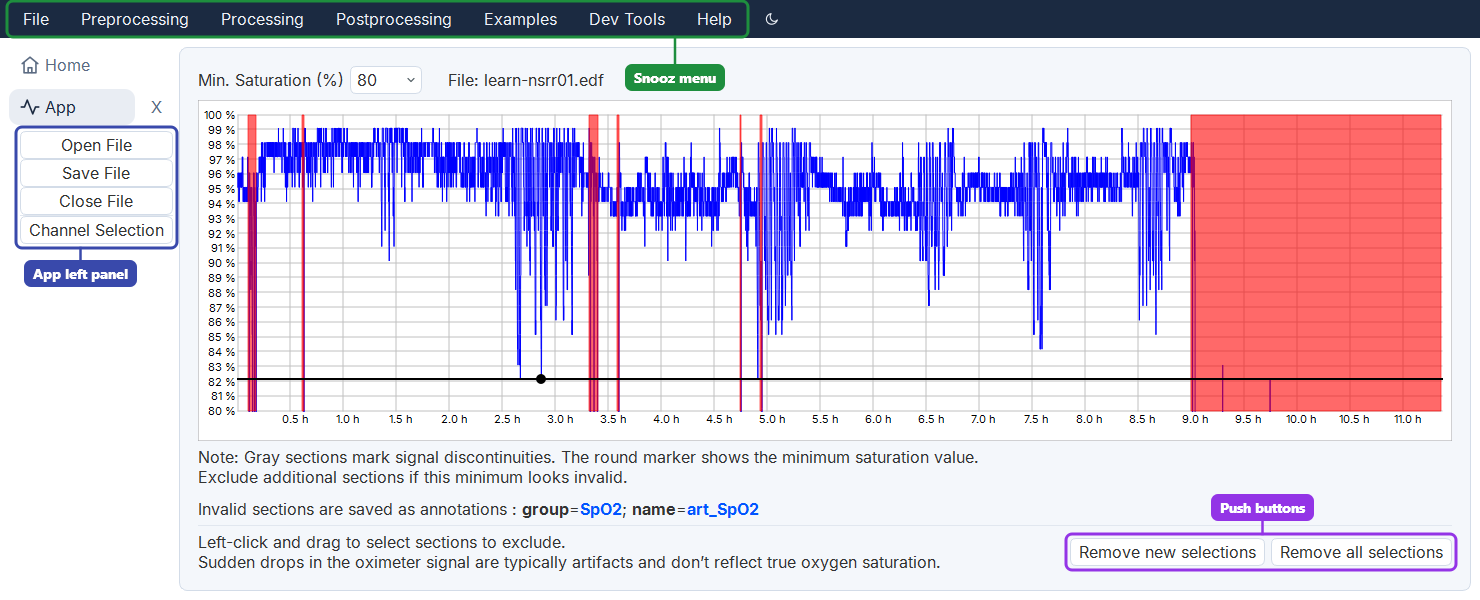 File Preprocessing Processing Postprocessing Examples Dev Tools Help
Home
Min. Saturation (%) 80 File: learn-nsrr01.edf
Snooz menu
App X
Open File
Save File
Close File
Channel Selection
App left panel
100 %
99 %
98 %
97 %
96 %
95 %
94 %
93 %
92 %
91 %
90 %
89 %
88 %
87 %
86 %
85 %
84 %
83 %
82 %
81 %
80 %
0.5 h 1.0 h 1.5 h 2.0 h 2.5 h 3.0 h 3.5 h 4.0 h 4.5 h 5.0 h 5.5 h 6.0 h 6.5 h 7.0 h 7.5 h 8.0 h 8.5 h 9.0 h 9.5 h 10.0 h 10.5 h 11.0 h
Note: Gray sections mark signal discontinuities. The round marker shows the minimum saturation value.
Exclude additional sections if this minimum looks invalid.
Invalid sections are saved as annotations : group=SpO2; name=art_SpO2
Push buttons
Left-click and drag to select sections to exclude.
Sudden drops in the oximeter signal are typically artifacts and don’t reflect true oxygen saturation.
Remove new selections Remove all selections